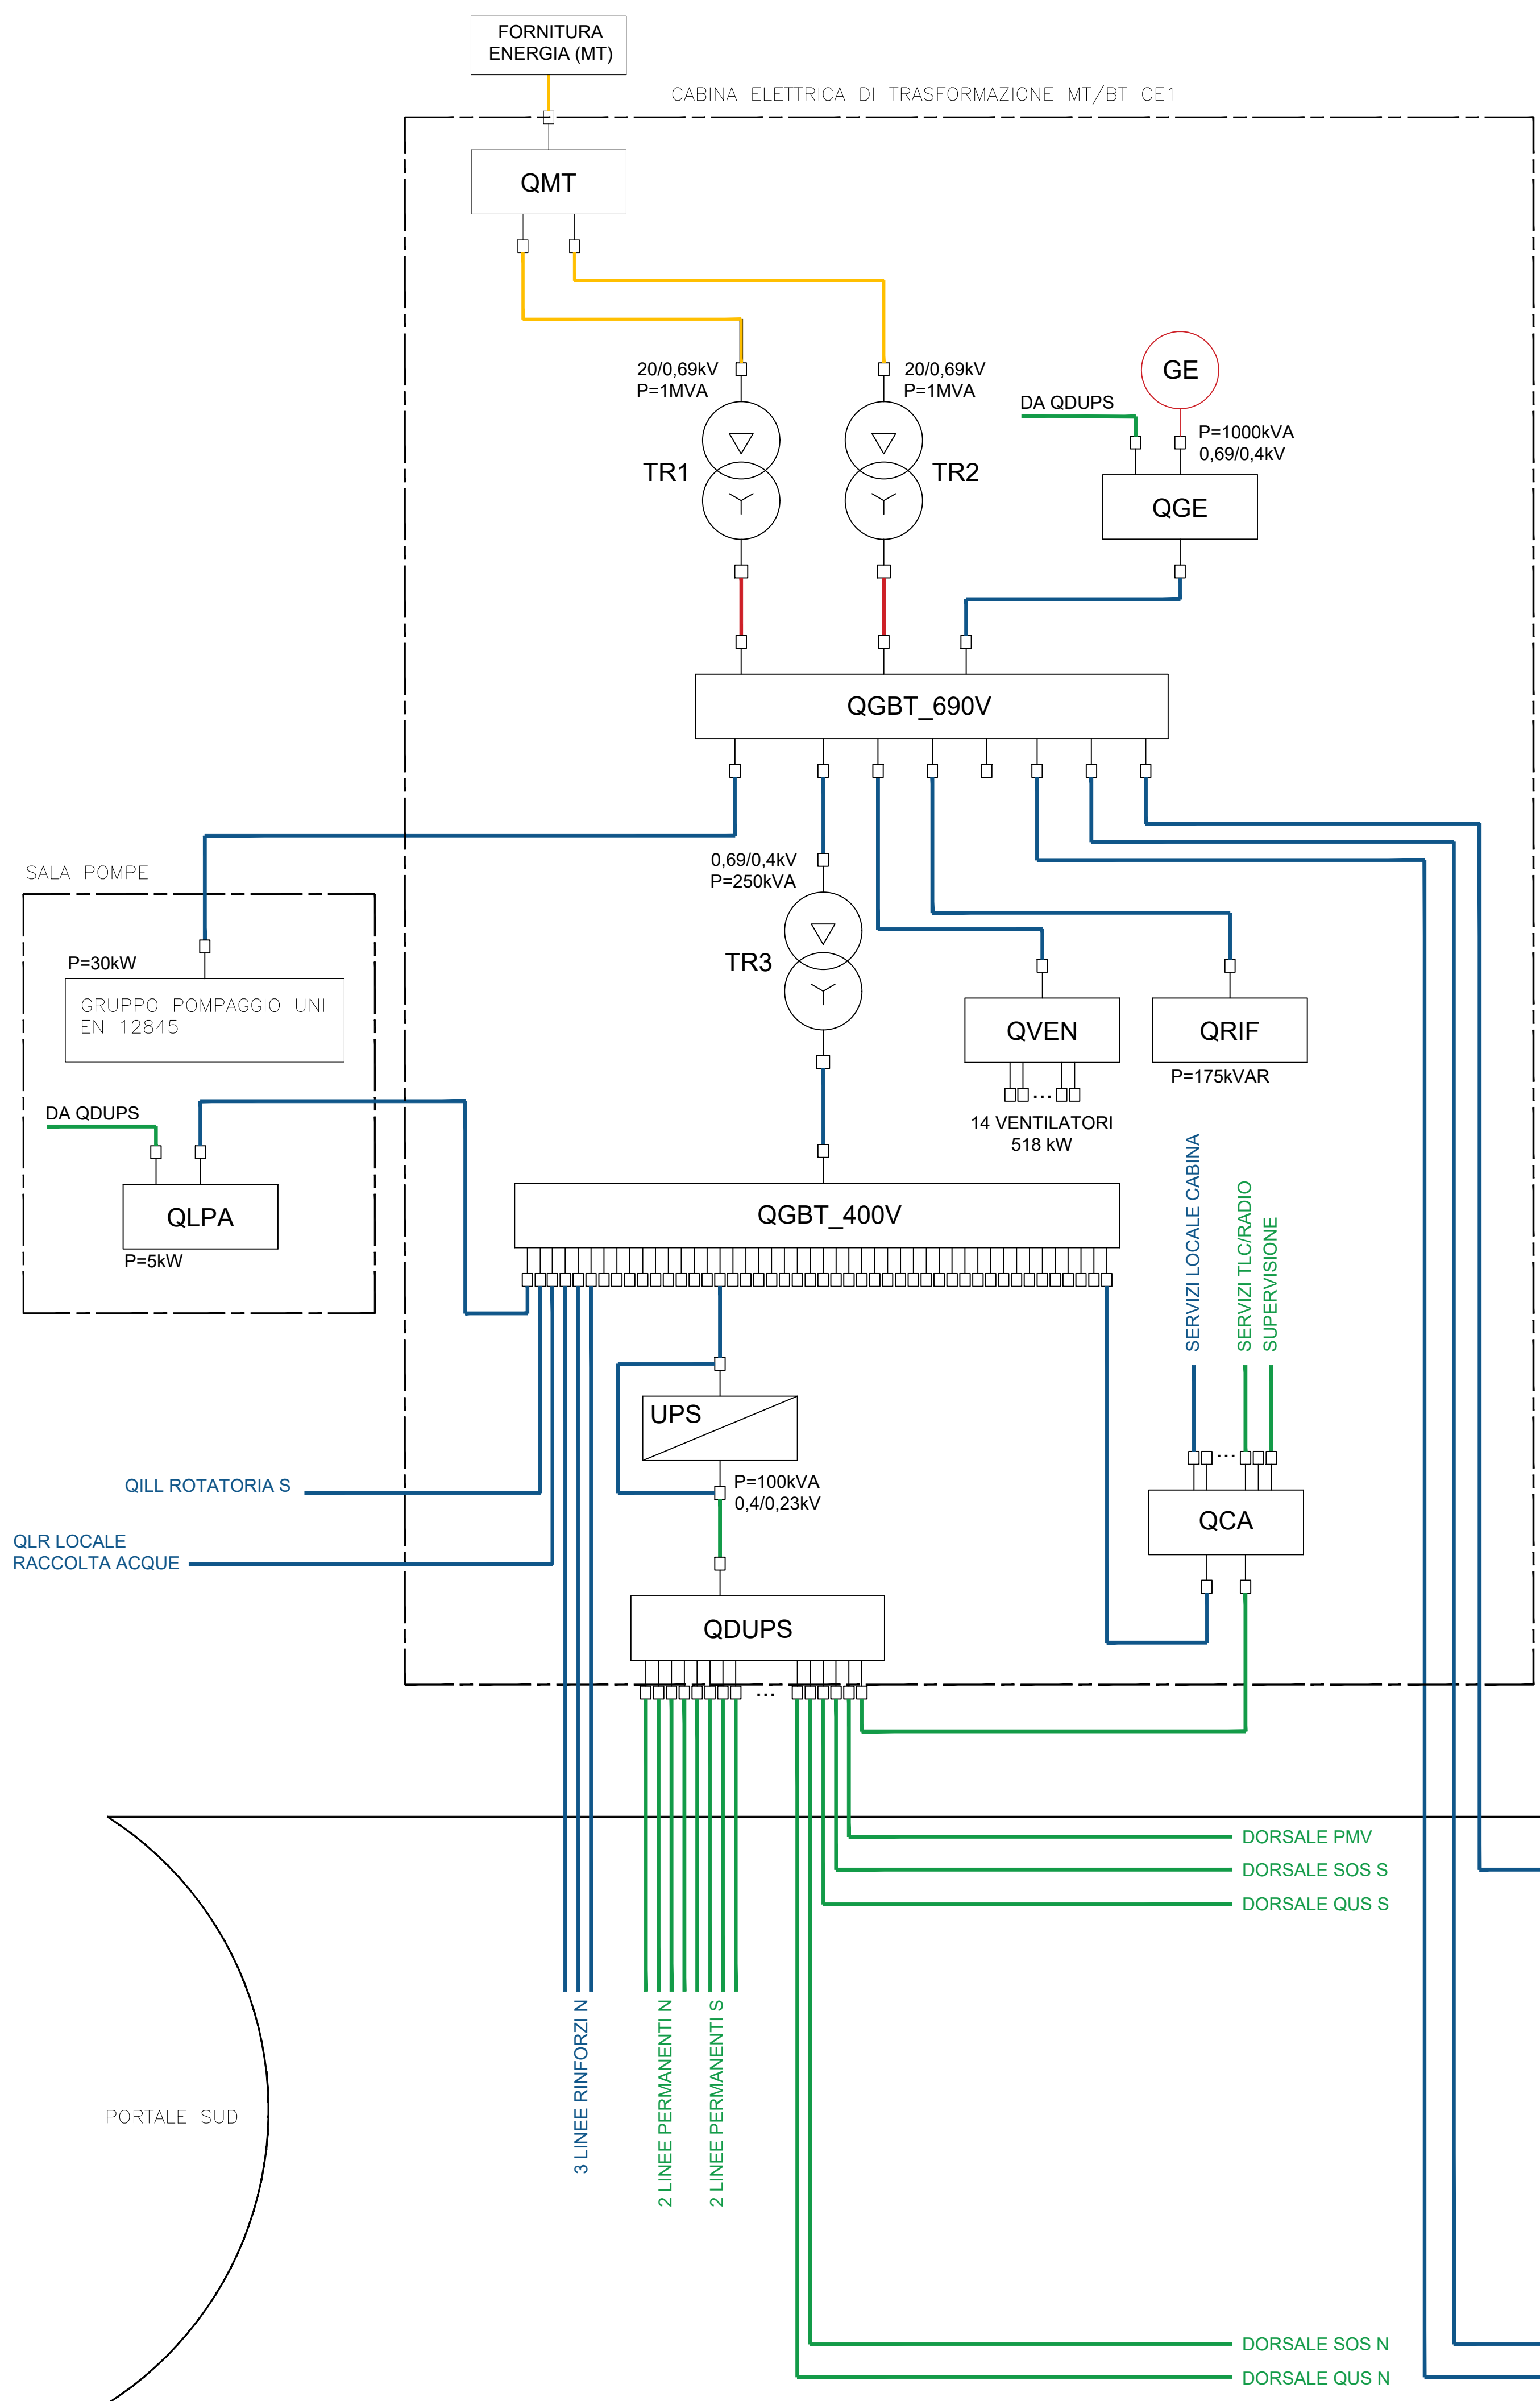 FORNITURA
ENERGIA (MT)
CABINA ELETTRICA DI TRASFORMAZIONE MT/BT CE1
QMT
20/0,69kV
P=1MVA
TR1
20/0,69kV
P=1MVA
TR2
GE
DA QDUPS
P=1000kVA
0,69/0,4kV
QGE
QGBT_690V
SALA POMPE
P=30kW
GRUPPO POMPAGGIO UNI
EN 12845
DA QDUPS
QLPA
P=5kW
0,69/0,4kV
P=250kVA
TR3
QVEN
...
14 VENTILATORI
518 kW
QRIF
P=175kVAR
QGBT_400V
SERVIZI LOCALE CABINA
SERVIZI TLC/RADIO
SUPERVISIONE
UPS
P=100kVA
0,4/0,23kV
...
QCA
QILL ROTATORIA S
QLR LOCALE
RACCOLTA ACQUE
QDUPS
...
DORSALE PMV
DORSALE SOS S
DORSALE QUS S
3 LINEE RINFORZI N
2 LINEE PERMANENTI N
2 LINEE PERMANENTI S
PORTALE SUD
DORSALE SOS N
DORSALE QUS N